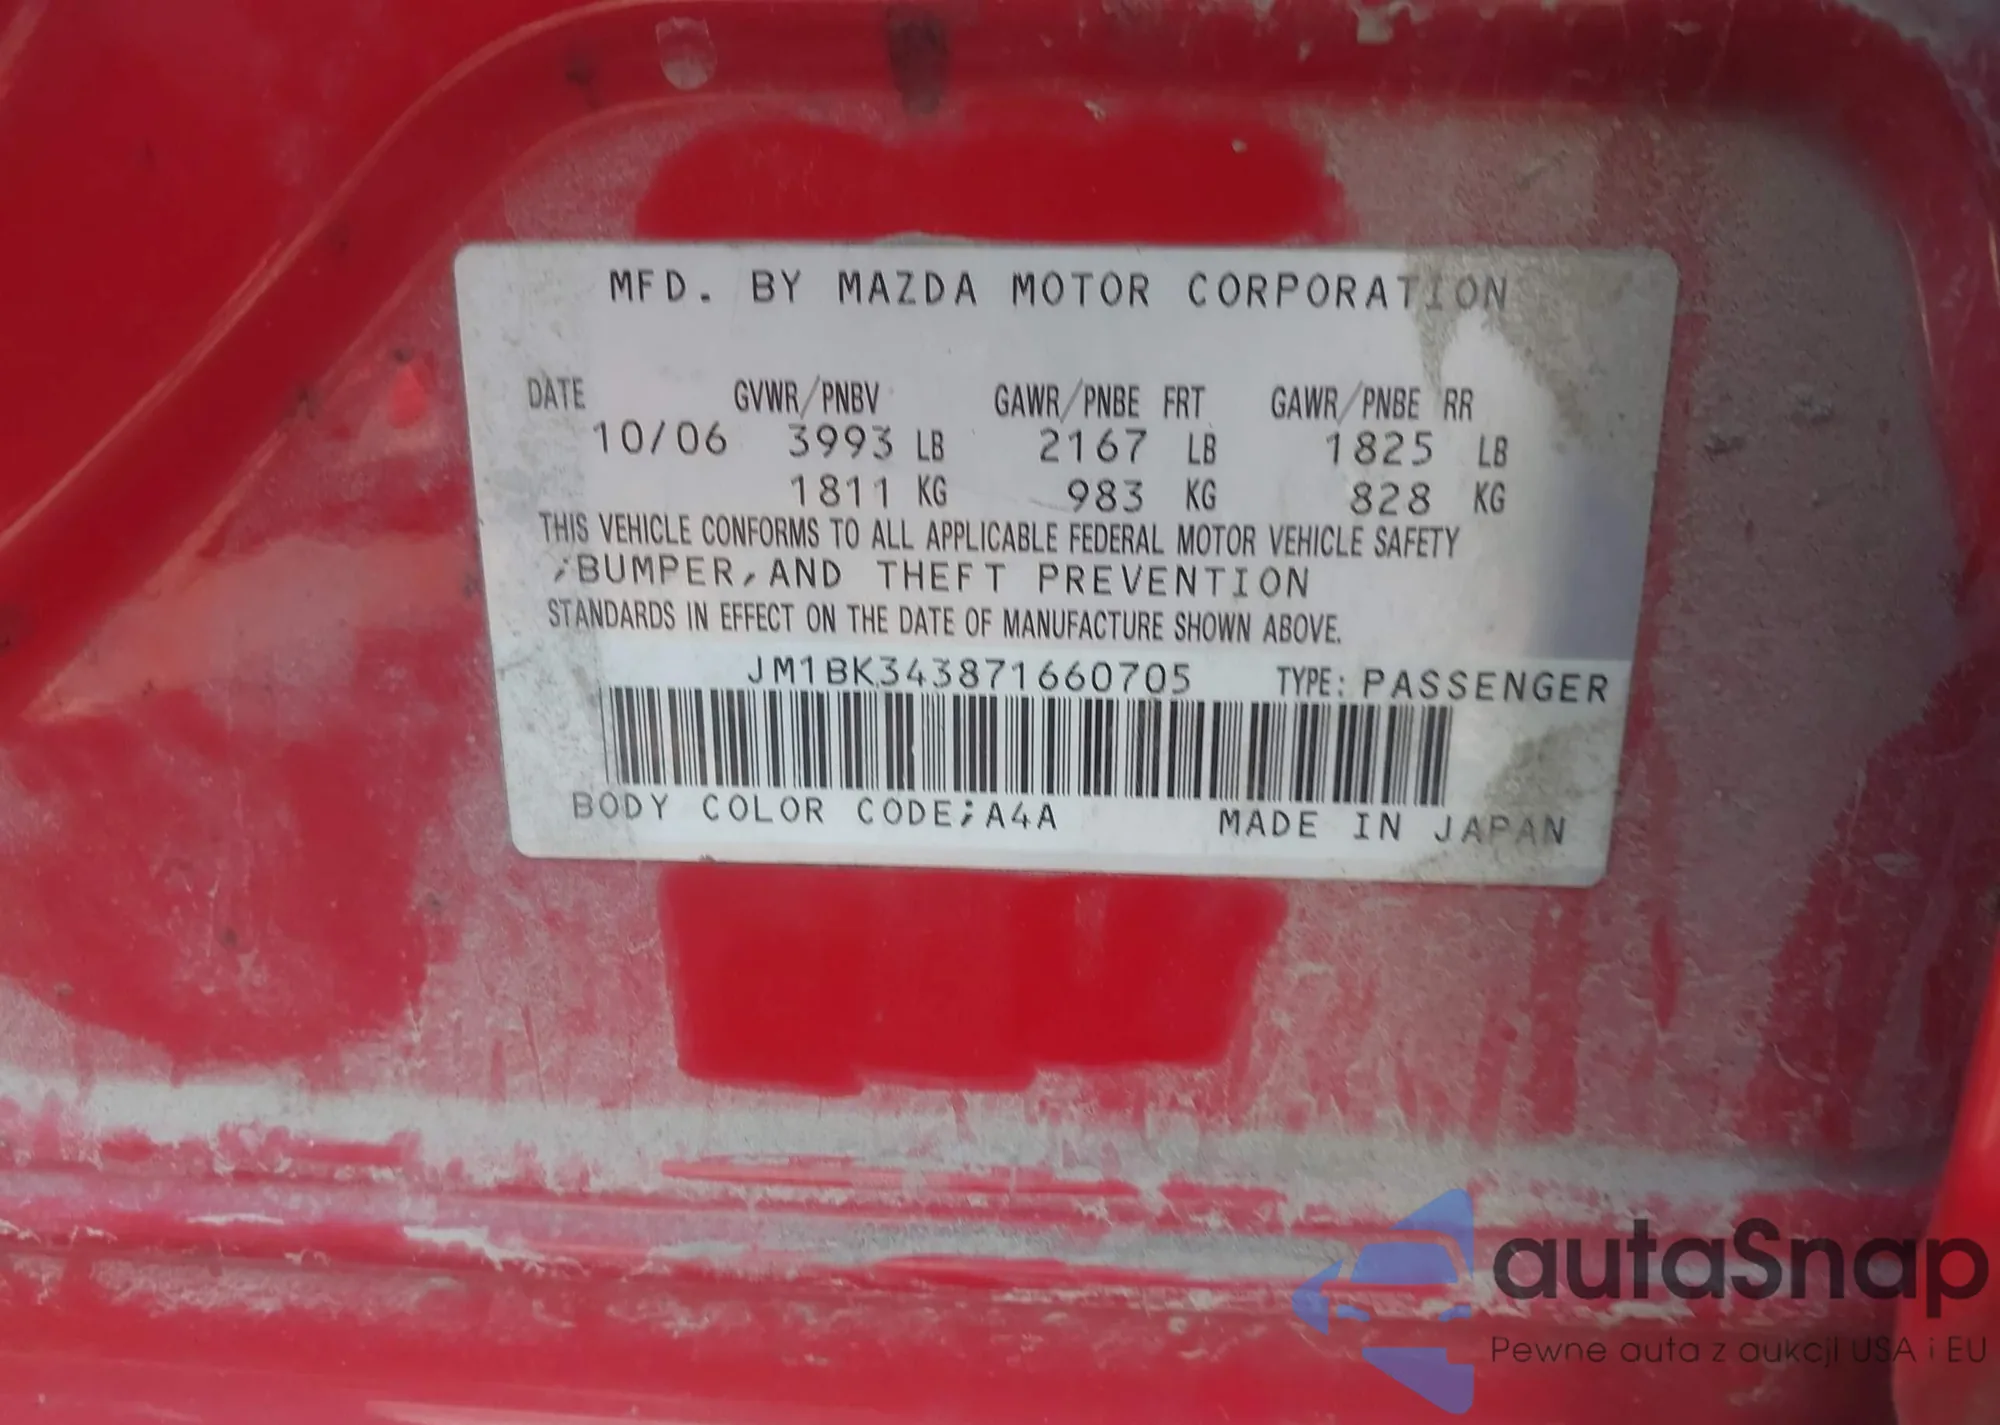 MFD. BY MAZDA MOTOR CORPORATION
DATE GVWR/PNBV GAWR/PNBE FRT GAWR/PNBE RR
10/06 3993 LB 2167 LB 1825 LB
1811 KG 983 KG 828 KG
THIS VEHICLE CONFORMS TO ALL APPLICABLE FEDERAL MOTOR VEHICLE SAFETY
;BUMPER,AND THEFT PREVENTION
STANDARDS IN EFFECT ON THE DATE OF MANUFACTURE SHOWN ABOVE.
JM1BK343871660705 TYPE: PASSENGER
BODY COLOR CODE;A4A MADE IN JAPAN
autaSnap
Pewne auta z aukcji USA i EU